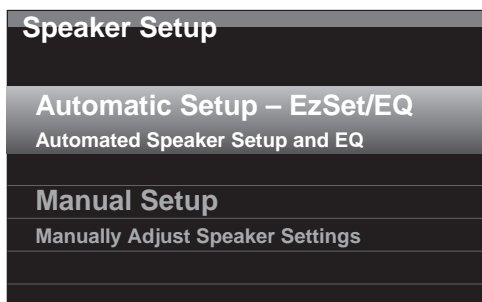 Speaker Setup
Automatic Setup – EzSet/EQ
Automated Speaker Setup and EQ
Manual Setup
Manually Adjust Speaker Settings